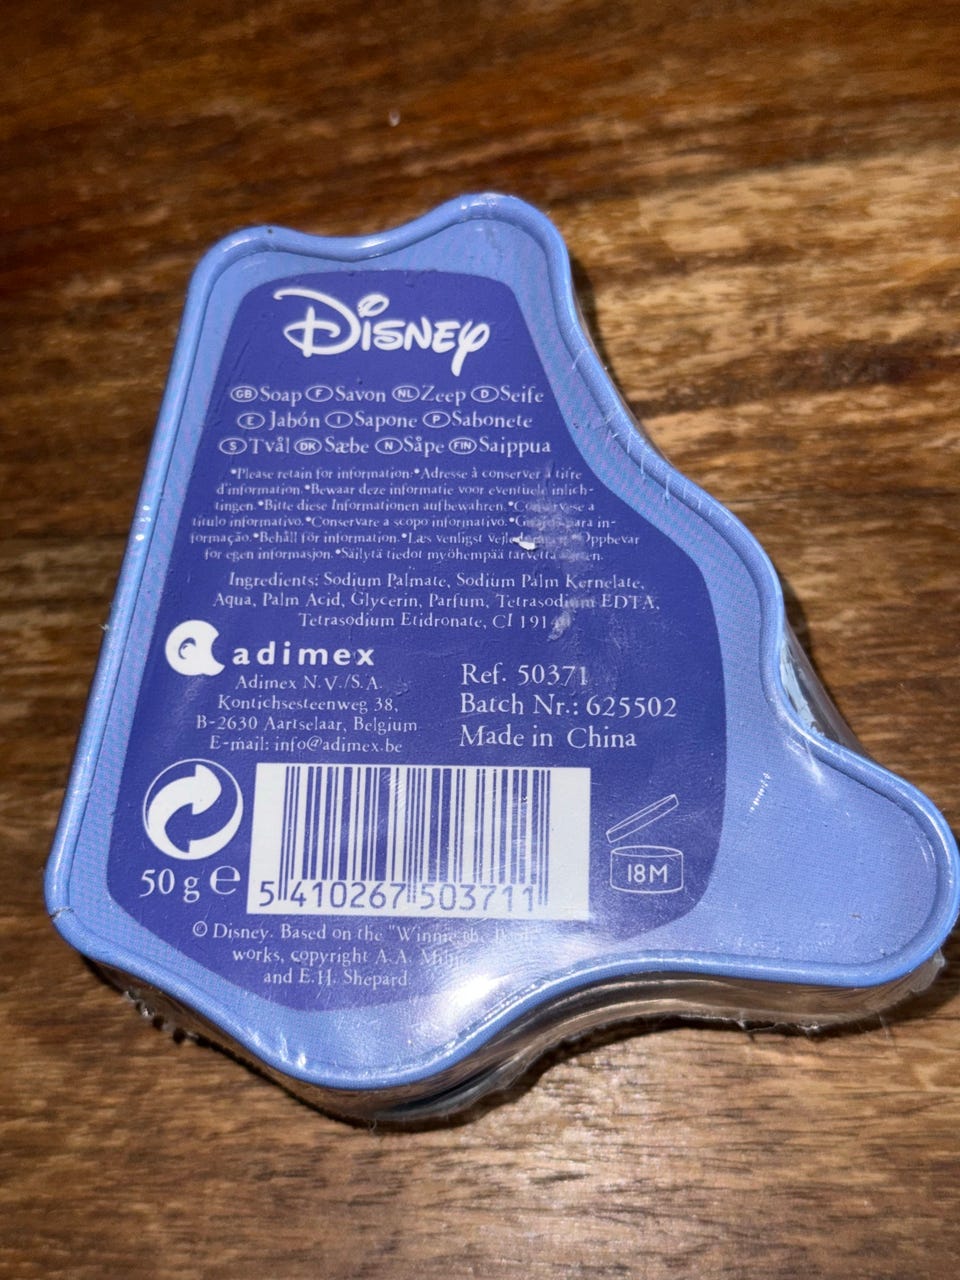 Disney
GB Soap F Savon NL Zeep D Seife
E Jabón I Sapone P Sabonete
S Tvål DK Sæbe N Såpe FIN Saippua
•Please retain for information.•Adresse à conserver à titre
d'information.•Bewaar deze informatie voor eventuele inlich-
tingen.•Bitte diese Informationen aufbewahren.•Consérvese a
título informativo.•Conservare a scopo informativo.• para in-
formação.•Behåll för information.•Læs venligst •Oppbevar
for egen informasjon.•Säilytä tiedot myöhempää
Ingredients: Sodium Palmate, Sodium Palm Kernelate,
Aqua, Palm Acid, Glycerin, Parfum, Tetrasodium EDTA,
Tetrasodium Etidronate, CI
adimex
Adimex N.V./S.A.
Kontichsesteenweg 38,
B-2630 Aartselaar, Belgium
E-mail: info@adimex.be
Ref. 50371
Batch Nr.: 625502
Made in China
50 g e
5 410267 503711
18M
© Disney. Based on the "Winnie the Pooh"
works, copyright A.A. Milne
and E.H. Shepard.